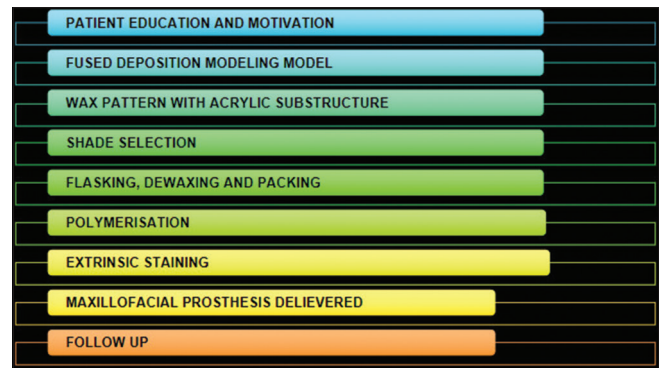 PATIENT EDUCATION AND MOTIVATION
FUSED DEPOSITION MODELING MODEL
WAX PATTERN WITH ACRYLIC SUBSTRUCTURE
SHADE SELECTION
FLASKING, DEWAXING AND PACKING
POLYMERISATION
EXTRINSIC STAINING
MAXILLOFACIAL PROSTHESIS DELIEVERED
FOLLOW UP